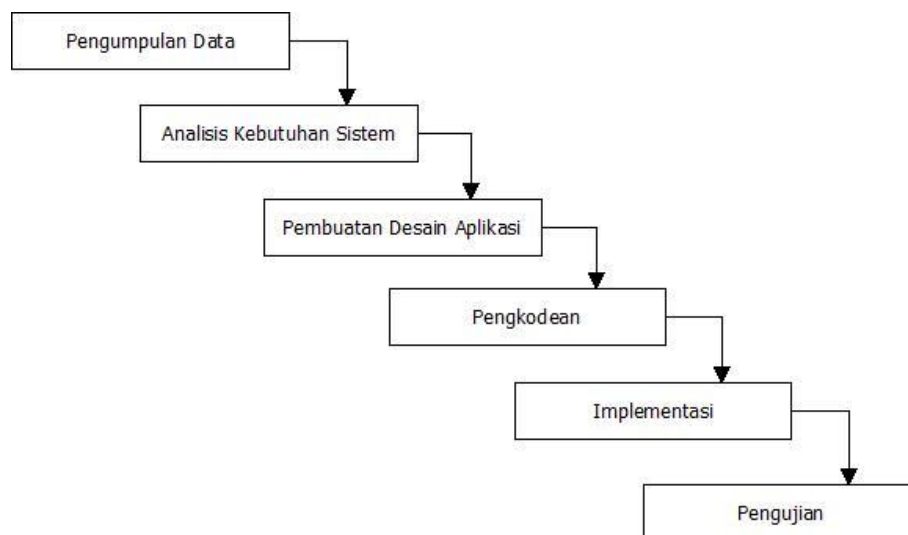 Pengumpulan Data
Analisis Kebutuhan Sistem
Pembuatan Desain Aplikasi
Pengkodean
Implementasi
Pengujian